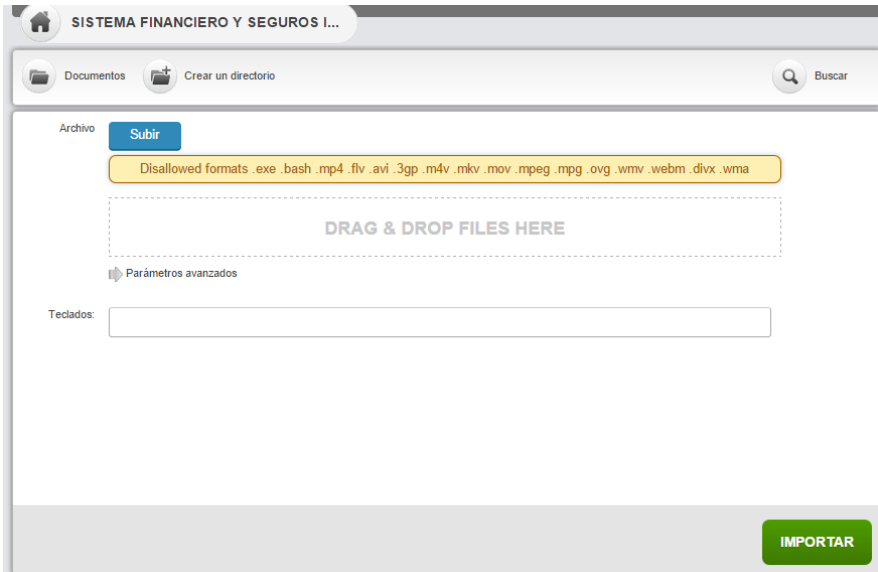 SISTEMA FINANCIERO Y SEGUROS I...
Documentos Crear un directorio Buscar
Archivo Subir
Disallowed formats .exe .bash .mp4 .flv .avi .3gp .m4v .mkv .mov .mpeg .mpg .ovg .wmv .webm .divx .wma
DRAG & DROP FILES HERE
Parámetros avanzados
Teclados:
IMPORTAR